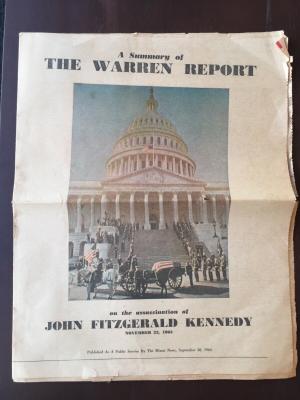 A Summary of
THE WARREN REPORT
on the assassination of
JOHN FITZGERALD KENNEDY
NOVEMBER 22, 1963
Published As A Public Service By The Miami News, September 28, 1964